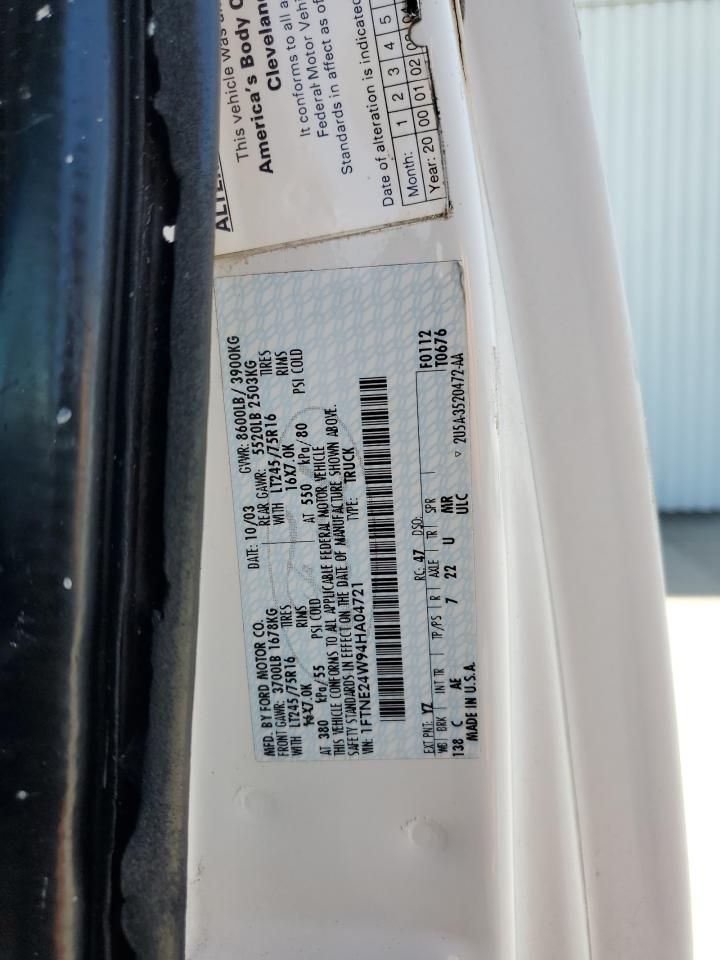 ALTE
This vehicle was
America's Body C
Cleveland
It conforms to all a
Federal Motor Vehi
Standards in affect as of
Date of alteration is indicated
Month: 1 2 3 4 5
Year: 20 00 01 02 0
MFD. BY FORD MOTOR CO.
DATE: 10/03 GVWR: 8600LB/ 3900KG
FRONT GAWR: 3700LB 1678KG REAR GAWR: 5520LB 2503KG
WITH LT245/75R16 TIRES WITH LT245/75R16 TIRES
16X7.0K RIMS 16X7.0K RIMS
AT 380 kPa/55 PSI COLD AT 550 kPa/80 PSI COLD
THIS VEHICLE CONFORMS TO ALL APPLICABLE FEDERAL MOTOR VEHICLE
SAFETY STANDARDS IN EFFECT ON THE DATE OF MANUFACTURE SHOWN ABOVE.
VIN: 1FTNE24W94HA04721 TYPE: TRUCK
F0112
T0676
EXT PNT: YZ RC: 47 DSO:
WB BRK INT TR TP/PS R AXLE TR SPR
138 C AE 7 22 U MR
MADE IN U.S.A. ULC
▽ 2U5A-3520472-AA